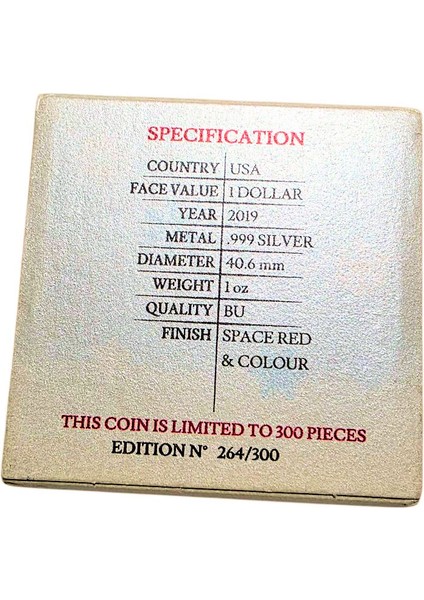 SPECIFICATION
COUNTRY USA
FACE VALUE 1 DOLLAR
YEAR 2019
METAL .999 SILVER
DIAMETER 40.6 mm
WEIGHT 1 oz
QUALITY BU
FINISH SPACE RED
& COLOUR
THIS COIN IS LIMITED TO 300 PIECES
EDITION N° 264/300